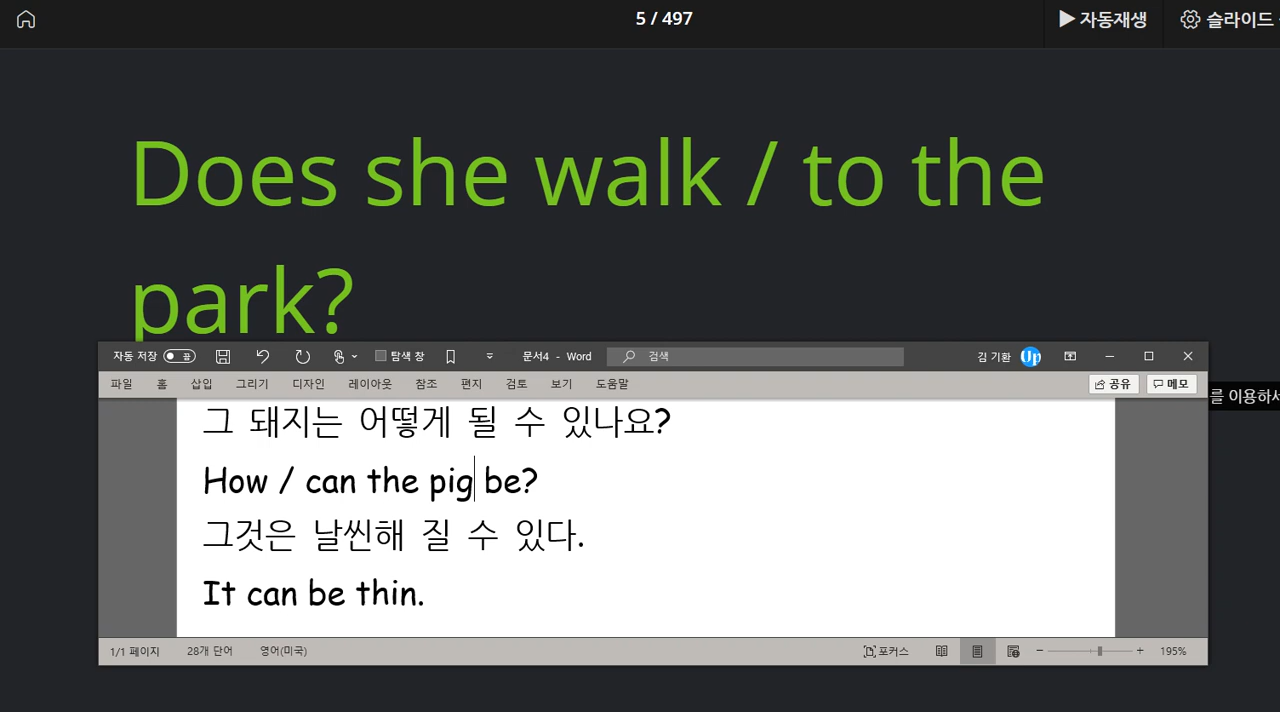 5 / 497
자동재생
슬라이드
Does she walk / to the
park?
자동 저장
탐색 창
문서4 - Word
검색
김 기환
Up
파일 홈 삽입 그리기 디자인 레이아웃 참조 편지 검토 보기 도움말
공유
메모
를 이용하서
그 돼지는 어떻게 될 수 있나요?
How / can the pig be?
그것은 날씬해 질 수 있다.
It can be thin.
1/1 페이지 28개 단어 영어(미국)
포커스
195%